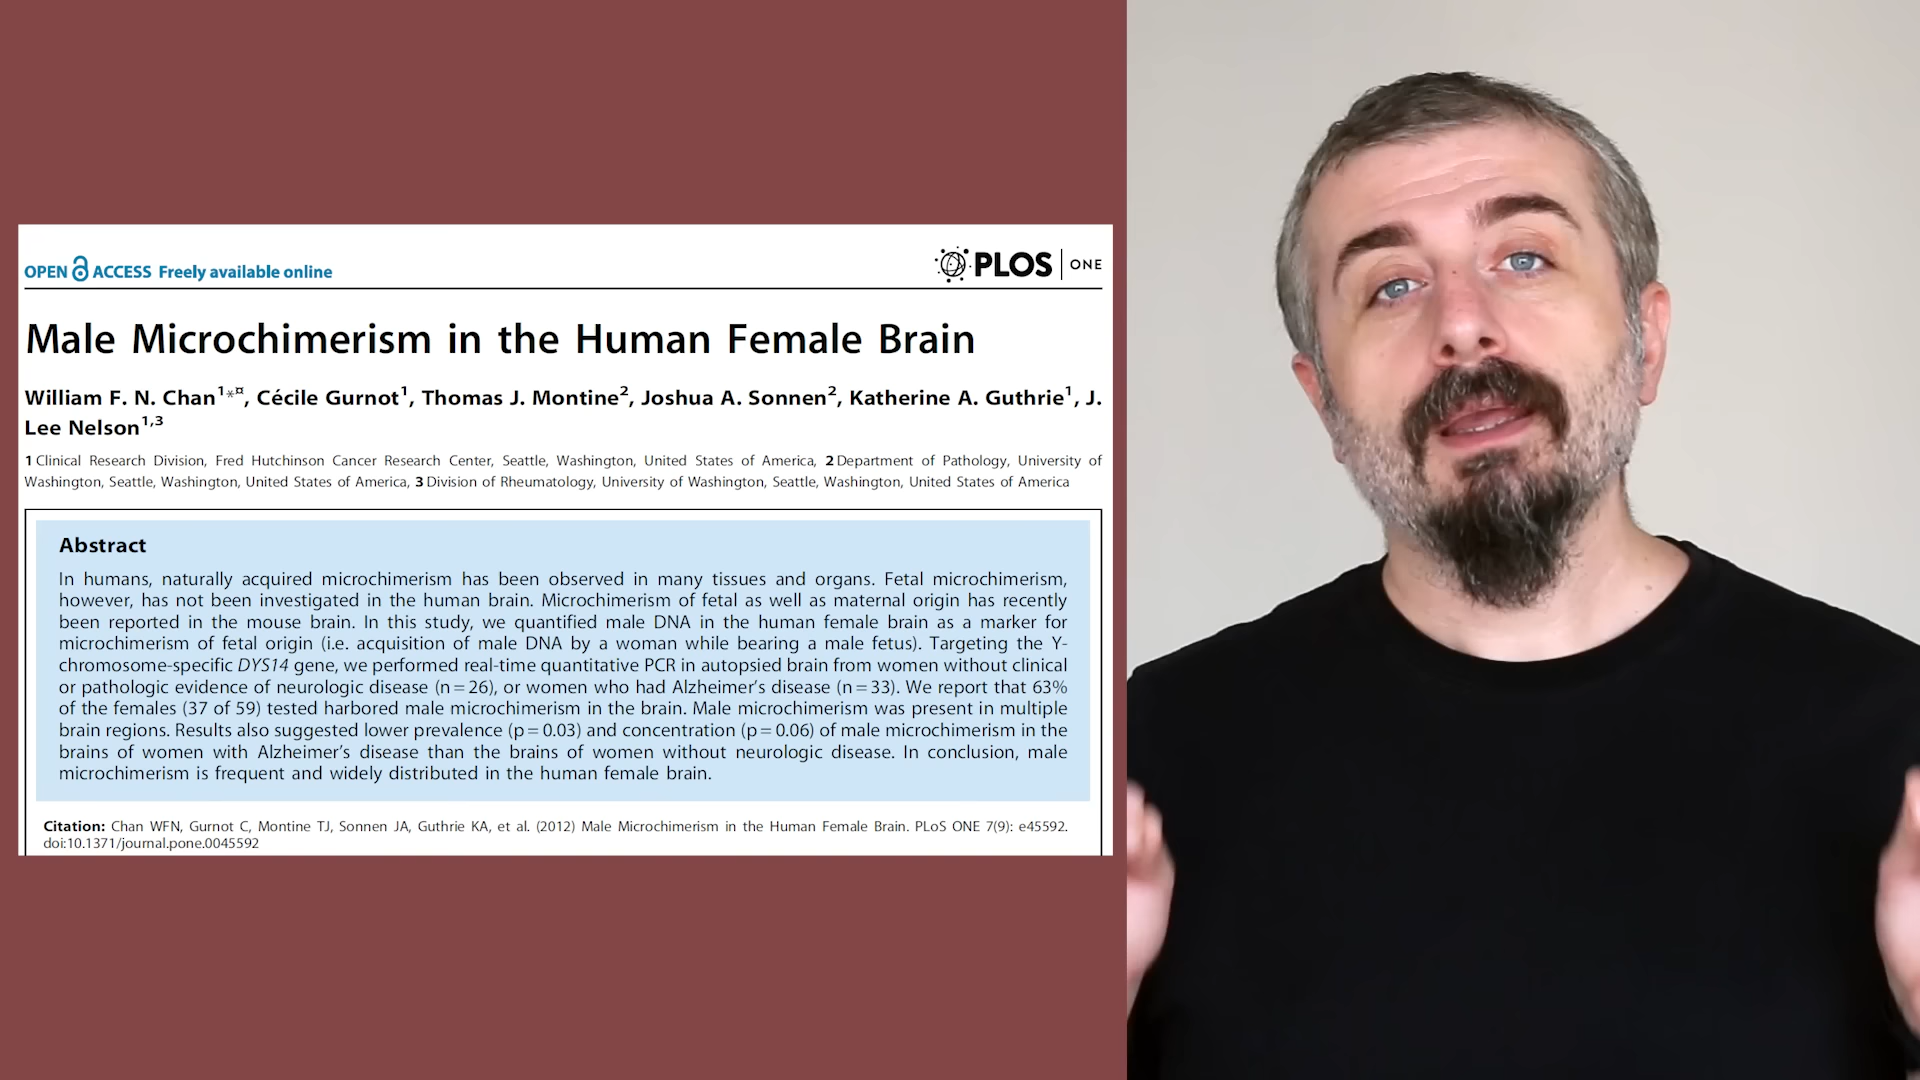 OPEN ACCESS Freely available online
PLOS | ONE
Male Microchimerism in the Human Female Brain
William F. N. Chan1*¤, Cécile Gurnot1, Thomas J. Montine2, Joshua A. Sonnen2, Katherine A. Guthrie1, J.
Lee Nelson1,3
1 Clinical Research Division, Fred Hutchinson Cancer Research Center, Seattle, Washington, United States of America, 2 Department of Pathology, University of
Washington, Seattle, Washington, United States of America, 3 Division of Rheumatology, University of Washington, Seattle, Washington, United States of America
Abstract
In humans, naturally acquired microchimerism has been observed in many tissues and organs. Fetal microchimerism,
however, has not been investigated in the human brain. Microchimerism of fetal as well as maternal origin has recently
been reported in the mouse brain. In this study, we quantified male DNA in the human female brain as a marker for
microchimerism of fetal origin (i.e. acquisition of male DNA by a woman while bearing a male fetus). Targeting the Y-
chromosome-specific DYS14 gene, we performed real-time quantitative PCR in autopsied brain from women without clinical
or pathologic evidence of neurologic disease (n = 26), or women who had Alzheimer's disease (n = 33). We report that 63%
of the females (37 of 59) tested harbored male microchimerism in the brain. Male microchimerism was present in multiple
brain regions. Results also suggested lower prevalence (p = 0.03) and concentration (p = 0.06) of male microchimerism in the
brains of women with Alzheimer's disease than the brains of women without neurologic disease. In conclusion, male
microchimerism is frequent and widely distributed in the human female brain.
Citation: Chan WFN, Gurnot C, Montine TJ, Sonnen JA, Guthrie KA, et al. (2012) Male Microchimerism in the Human Female Brain. PLoS ONE 7(9): e45592.
doi:10.1371/journal.pone.0045592